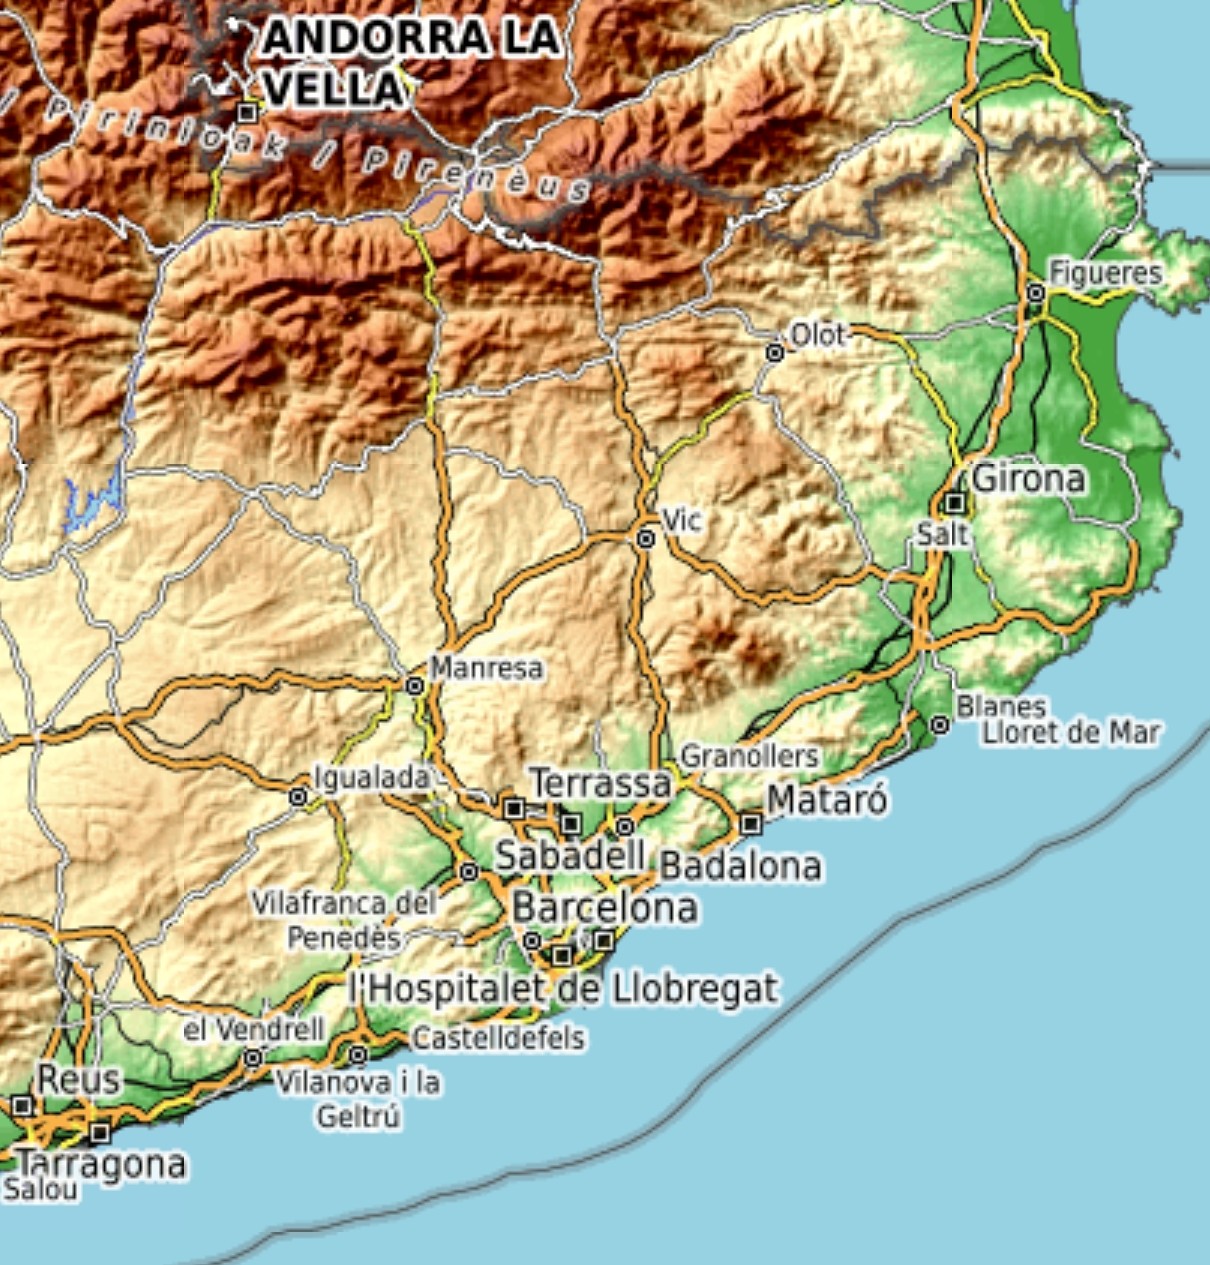 ANDORRA LA
VELLA
/ Pirinioak / Pirenèus
Figueres
Olot
Girona
Vic
Salt
Manresa
Blanes
Lloret de Mar
Granollers
Igualada
Terrassa
Mataró
Sabadell
Badalona
Vilafranca del
Penedès
Barcelona
l'Hospitalet de Llobregat
el Vendrell
Castelldefels
Reus
Vilanova i la
Geltrú
Tarragona
Salou